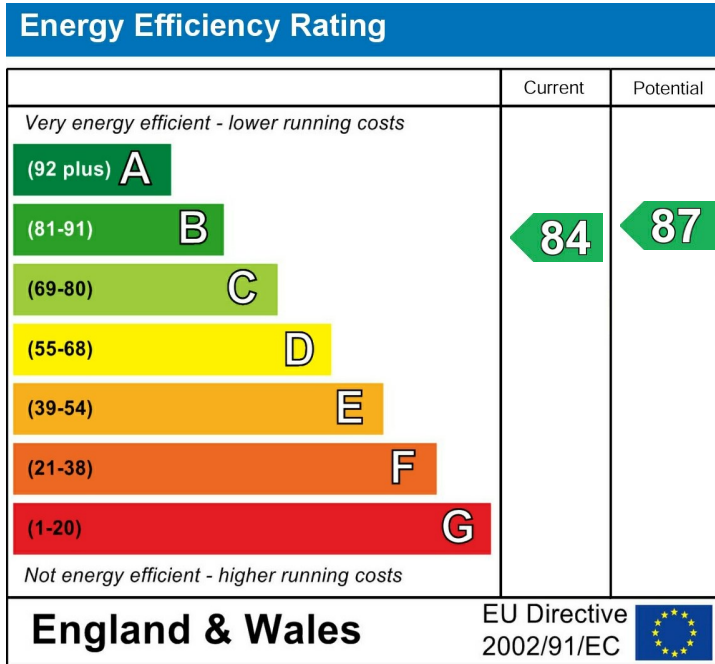 Energy Efficiency Rating
Current Potential
Very energy efficient - lower running costs
(92 plus) A
(81-91) B
84 87
(69-80) C
(55-68) D
(39-54) E
(21-38) F
(1-20) G
Not energy efficient - higher running costs
England & Wales
EU Directive
2002/91/EC